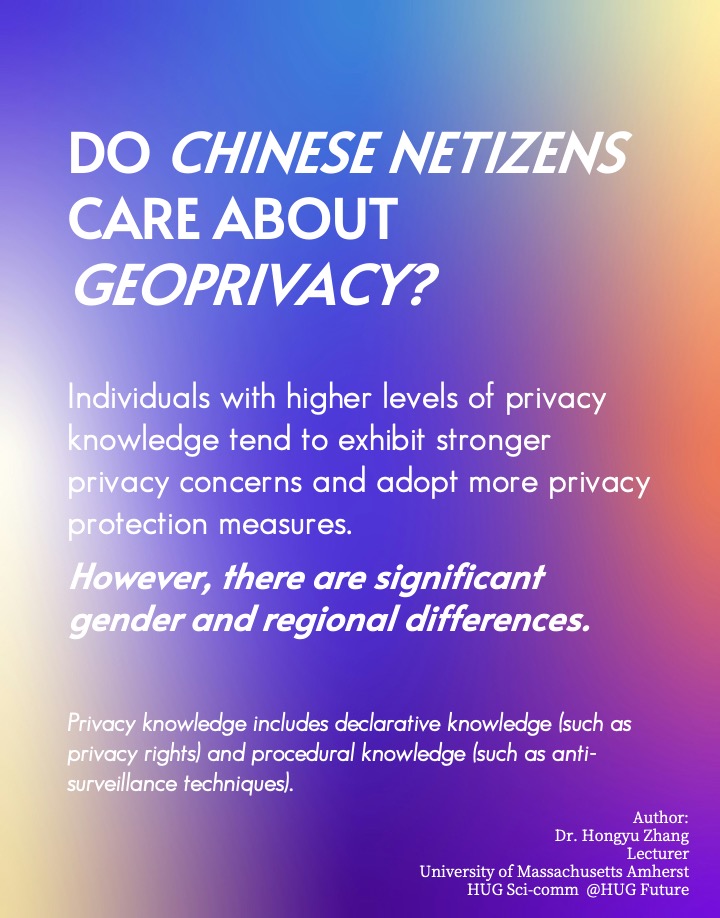 DO CHINESE NETIZENS
CARE ABOUT
GEOPRIVACY?
Individuals with higher levels of privacy
knowledge tend to exhibit stronger
privacy concerns and adopt more privacy
protection measures.
However, there are significant
gender and regional differences.
Privacy knowledge includes declarative knowledge (such as
privacy rights) and procedural knowledge (such as anti-
surveillance techniques).
Author:
Dr. Hongyu Zhang
Lecturer
University of Massachusetts Amherst
HUG Sci-comm @HUG Future